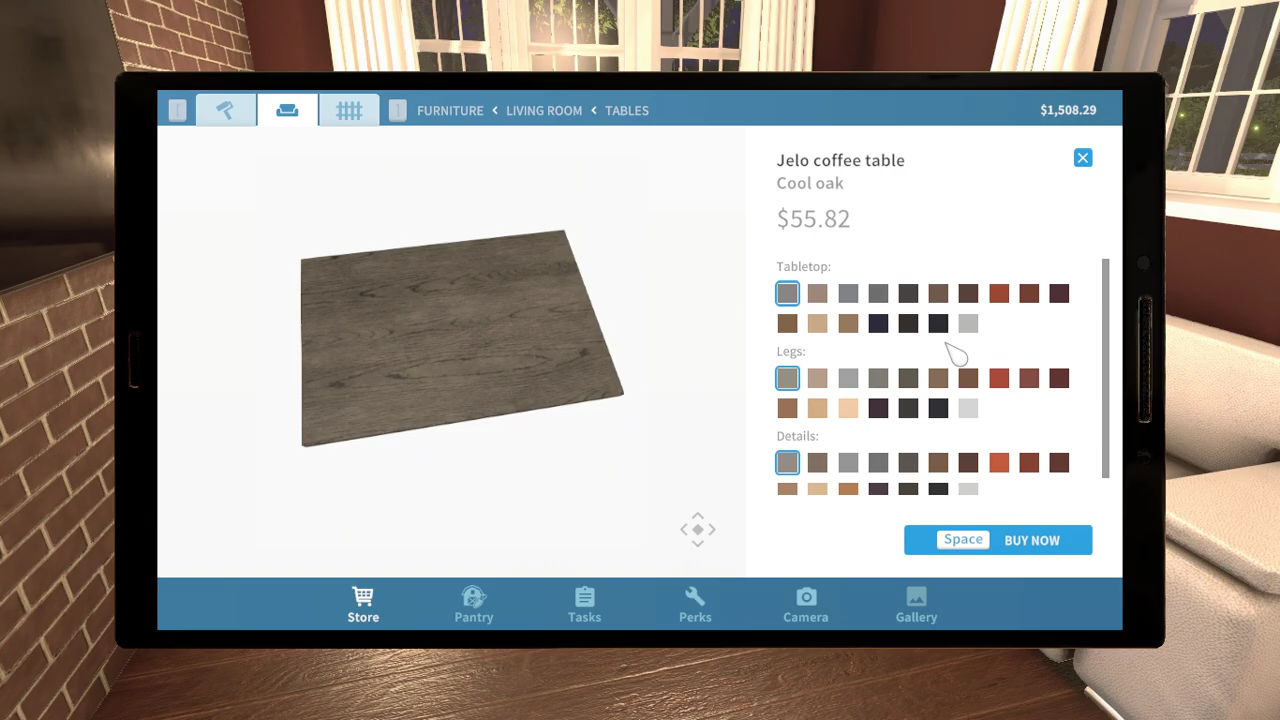 FURNITURE < LIVING ROOM < TABLES
$1,508.29
Jelo coffee table
Cool oak
$55.82
Tabletop:
Legs:
Details:
Space BUY NOW
Store
Pantry
Tasks
Perks
Camera
Gallery